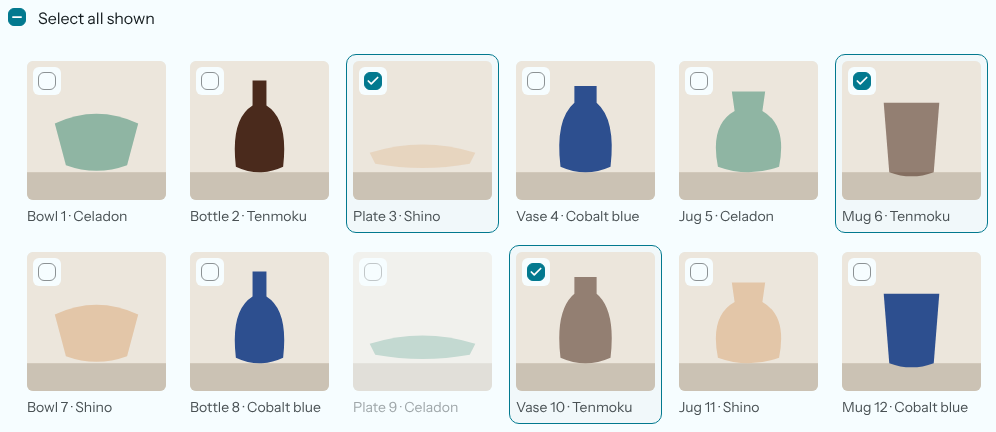 Select all shown
Bowl 1 · Celadon
Bottle 2 · Tenmoku
Plate 3 · Shino
Vase 4 · Cobalt blue
Jug 5 · Celadon
Mug 6 · Tenmoku
Bowl 7 · Shino
Bottle 8 · Cobalt blue
Plate 9 · Celadon
Vase 10 · Tenmoku
Jug 11 · Shino
Mug 12 · Cobalt blue